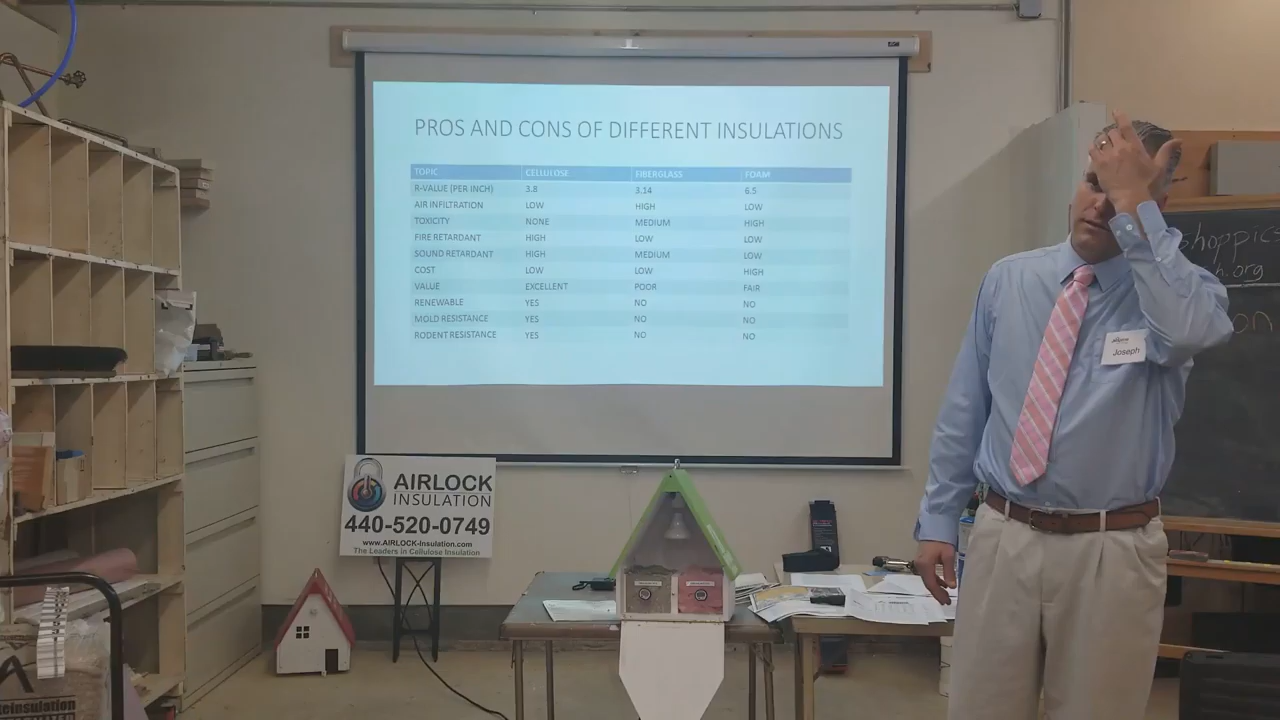 PROS AND CONS OF DIFFERENT INSULATIONS
TOPIC CELLULOSE FIBERGLASS FOAM
R-VALUE (PER INCH) 3.8 3.14 6.5
AIR INFILTRATION LOW HIGH LOW
TOXICITY NONE MEDIUM HIGH
FIRE RETARDANT HIGH LOW LOW
SOUND RETARDANT HIGH MEDIUM LOW
COST LOW LOW HIGH
VALUE EXCELLENT POOR FAIR
RENEWABLE YES NO NO
MOLD RESISTANCE YES NO NO
RODENT RESISTANCE YES NO NO
Joseph
AIRLOCK
INSULATION
440-520-0749
www.AIRLOCK-Insulation.com
The Leaders in Cellulose Insulation